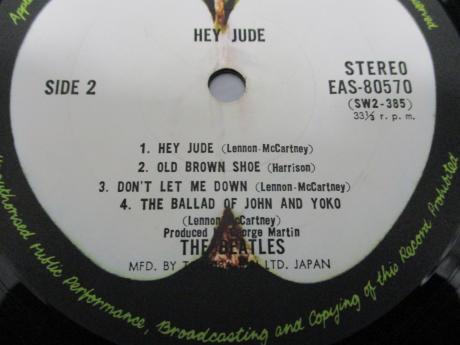 HEY JUDE
SIDE 2
STEREO
EAS-80570
(SW2-385)
33⅓ r. p. m.
1. HEY JUDE (Lennon-McCartney)
2. OLD BROWN SHOE (Harrison)
3. DON'T LET ME DOWN (Lennon-McCartney)
4. THE BALLAD OF JOHN AND YOKO
(Lennon-McCartney)
Produced by George Martin
THE BEATLES
MFD. BY LTD. JAPAN
Unauthorised Public Performance, Broadcasting and Copying of this Record Prohibited